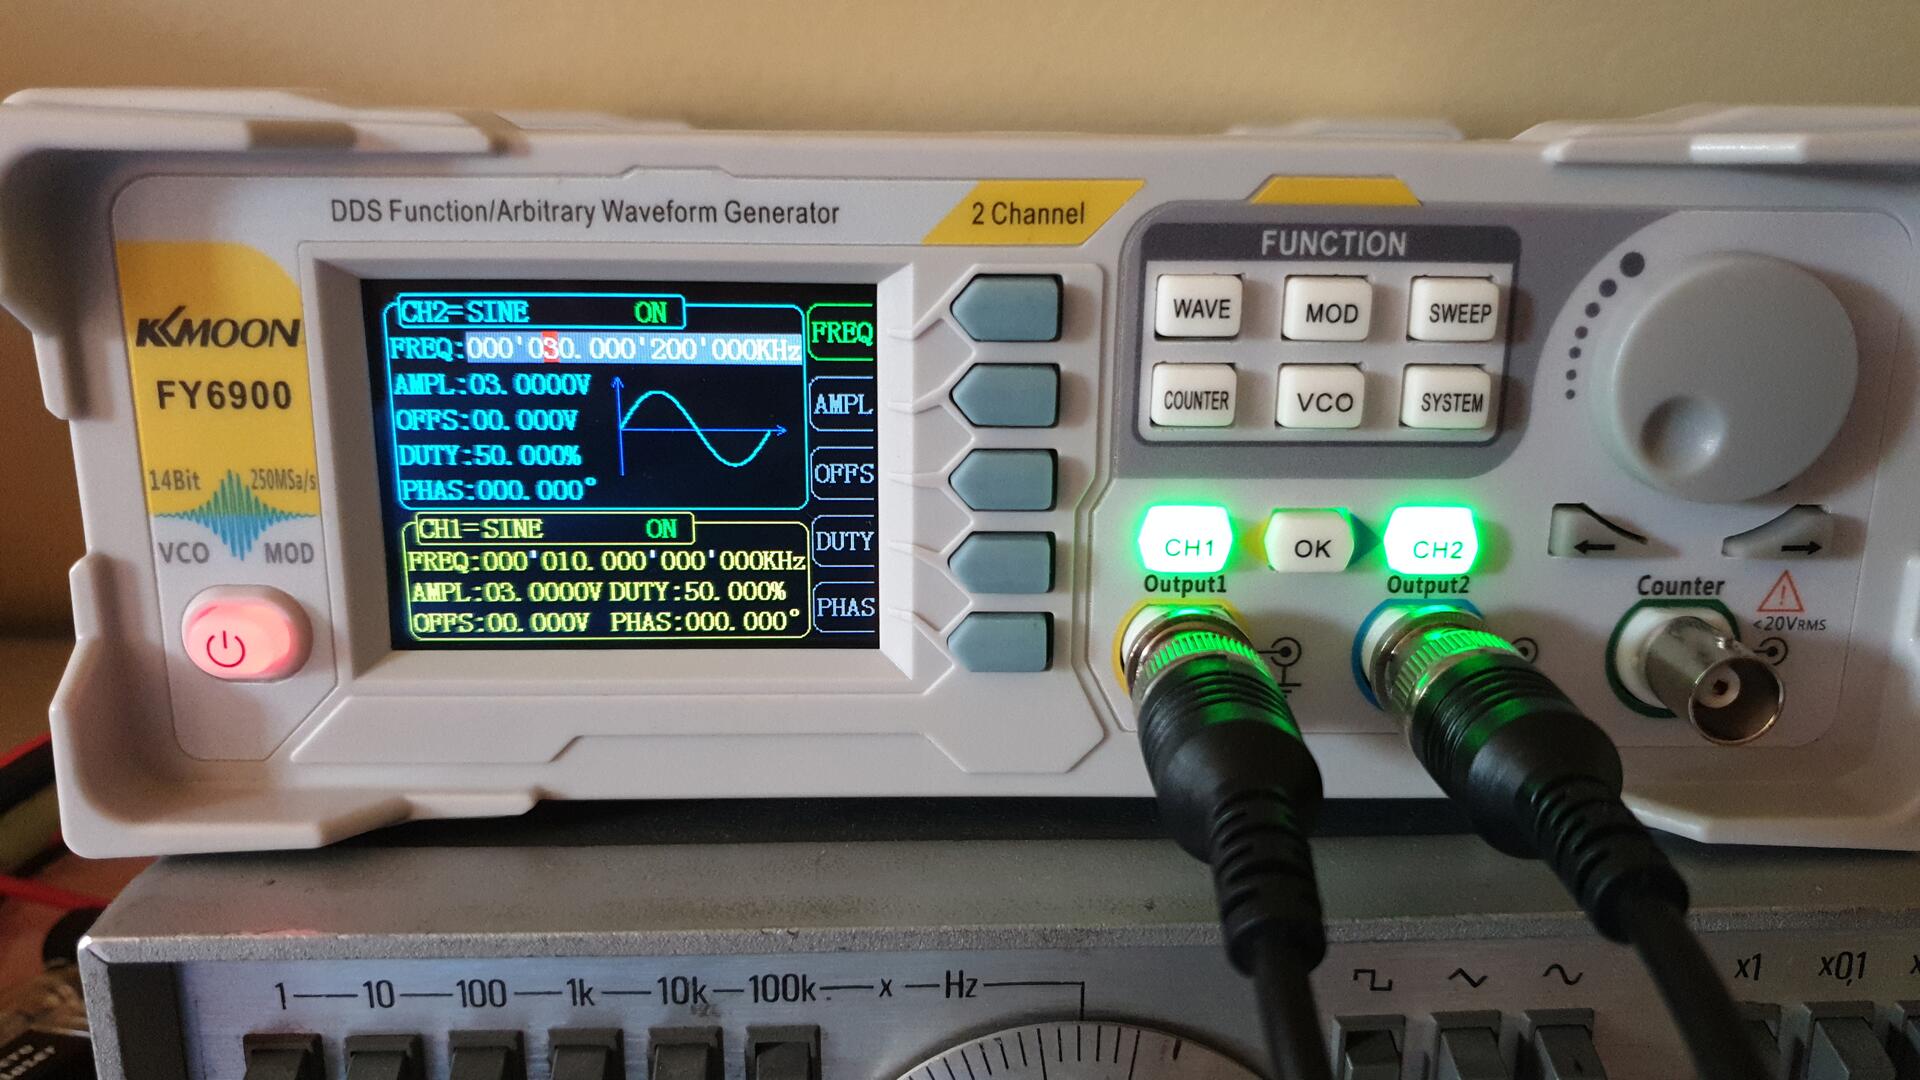 DDS Function/Arbitrary Waveform Generator
2 Channel
KKMOON
FY6900
14Bit
250MSa/s
VCO
MOD
CH2=SINE ON
FREQ:000'030.000'200'000KHz
AMPL:03.0000V
OFFS:00.000V
DUTY:50.000%
PHAS:000.000°
CH1=SINE ON
FREQ:000'010.000'000'000KHz
AMPL:03.0000V DUTY:50.000%
OFFS:00.000V PHAS:000.000°
FREQ
AMPL
OFFS
DUTY
PHAS
FUNCTION
WAVE
MOD
SWEEP
COUNTER
VCO
SYSTEM
CH1
OK
CH2
Output1
Output2
Counter
<20VRMS
1 10 100 1k 10k 100k x Hz
x1
x0,1